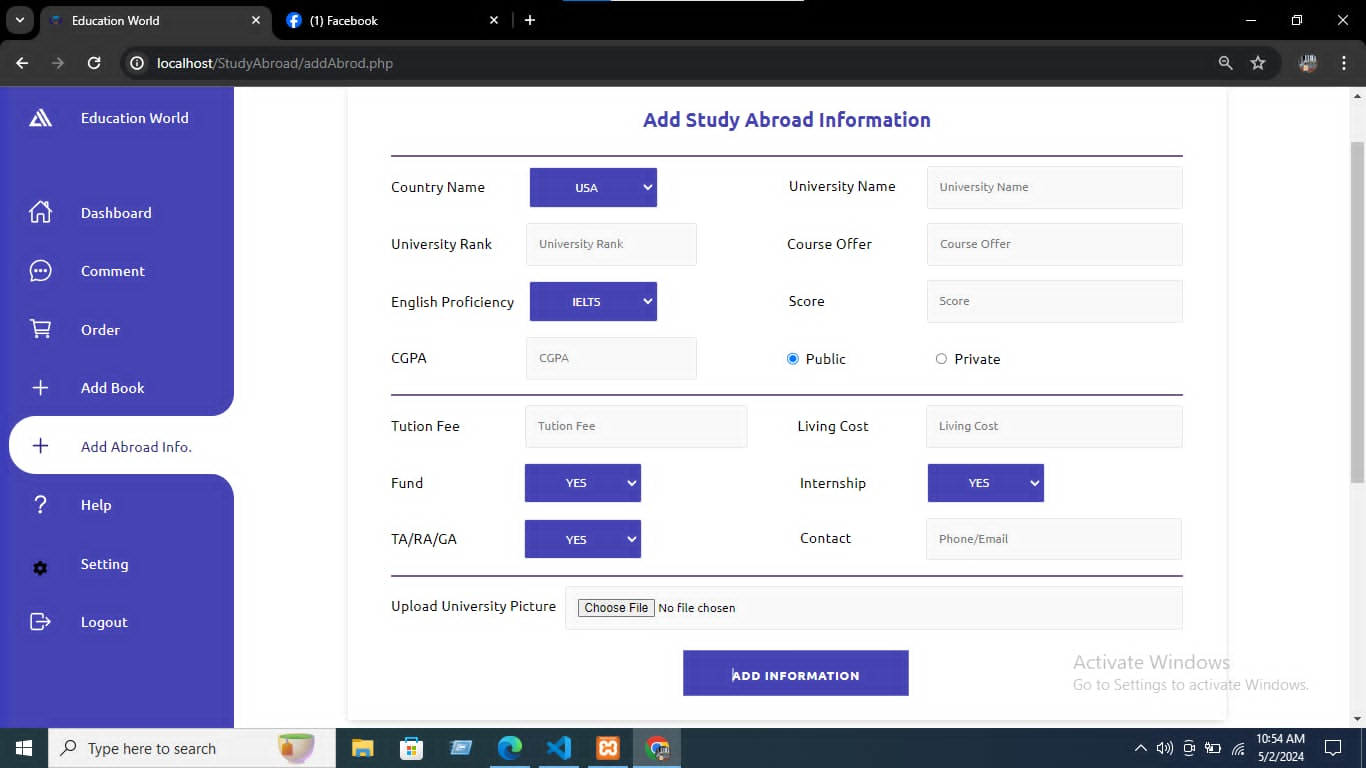 Education World
(1) Facebook
localhost/StudyAbroad/addAbrod.php
Education World
Dashboard
Comment
Order
Add Book
Add Abroad Info.
Help
Setting
Logout
Add Study Abroad Information
Country Name USA University Name University Name
University Rank University Rank Course Offer Course Offer
English Proficiency IELTS Score Score
CGPA CGPA Public Private
Tution Fee Tution Fee Living Cost Living Cost
Fund YES Internship YES
TA/RA/GA YES Contact Phone/Email
Upload University Picture Choose File No file chosen
ADD INFORMATION
Activate Windows
Go to Settings to activate Windows.
Type here to search
10:54 AM
5/2/2024